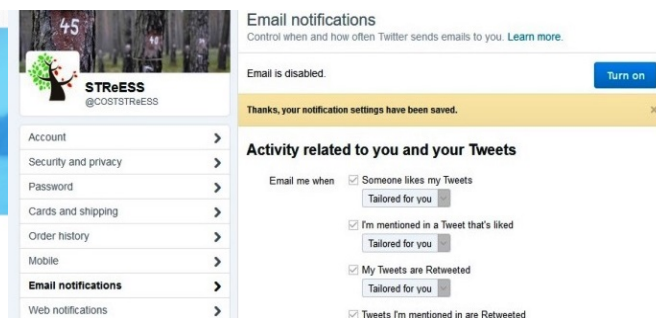 45
STReESS
@COSTSTReESS
Account
Security and privacy
Password
Cards and shipping
Order history
Mobile
Email notifications
Web notifications
Email notifications
Control when and how often Twitter sends emails to you. Learn more.
Email is disabled.
Turn on
Thanks, your notification settings have been saved.
Activity related to you and your Tweets
Email me when
Someone likes my Tweets
Tailored for you
I'm mentioned in a Tweet that's liked
Tailored for you
My Tweets are Retweeted
Tailored for you
Tweets I'm mentioned in are Retweeted